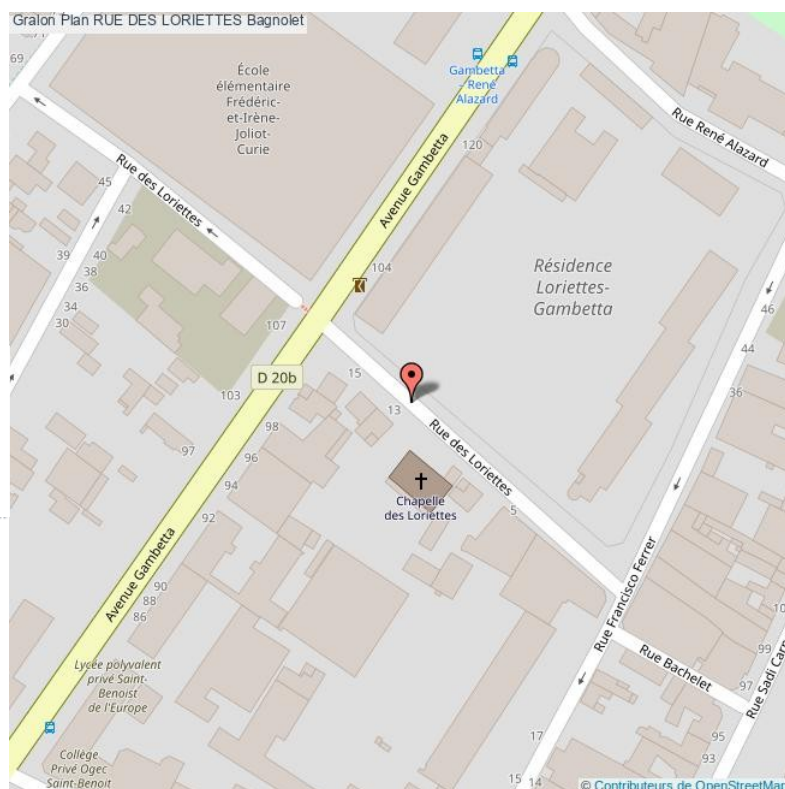 Gralon Plan RUE DES LORIETTES Bagnolet
71
69
École
élémentaire
Frédéric-
et-Irène-
Joliot-
Curie
Gambetta
- René
Alazard
Rue René Alazard
120
Avenue Gambetta
Rue des Loriettes
45
42
39
40
38
36
34
30
104
Résidence
Loriettes-
Gambetta
46
44
36
107
D 20b
103
15
13
98
97
96
94
92
Rue des Loriettes
Chapelle
des Loriettes
5
Avenue Gambetta
90
88
86
Rue Francisco Ferrer
Rue Bachelet
99
97
95
93
Lycée polyvalent
privé Saint-
Benoist
de l'Europe
Collège
Privé Ogec
Saint-Benoit
17
15
14
© Contributeurs de OpenStreetMap